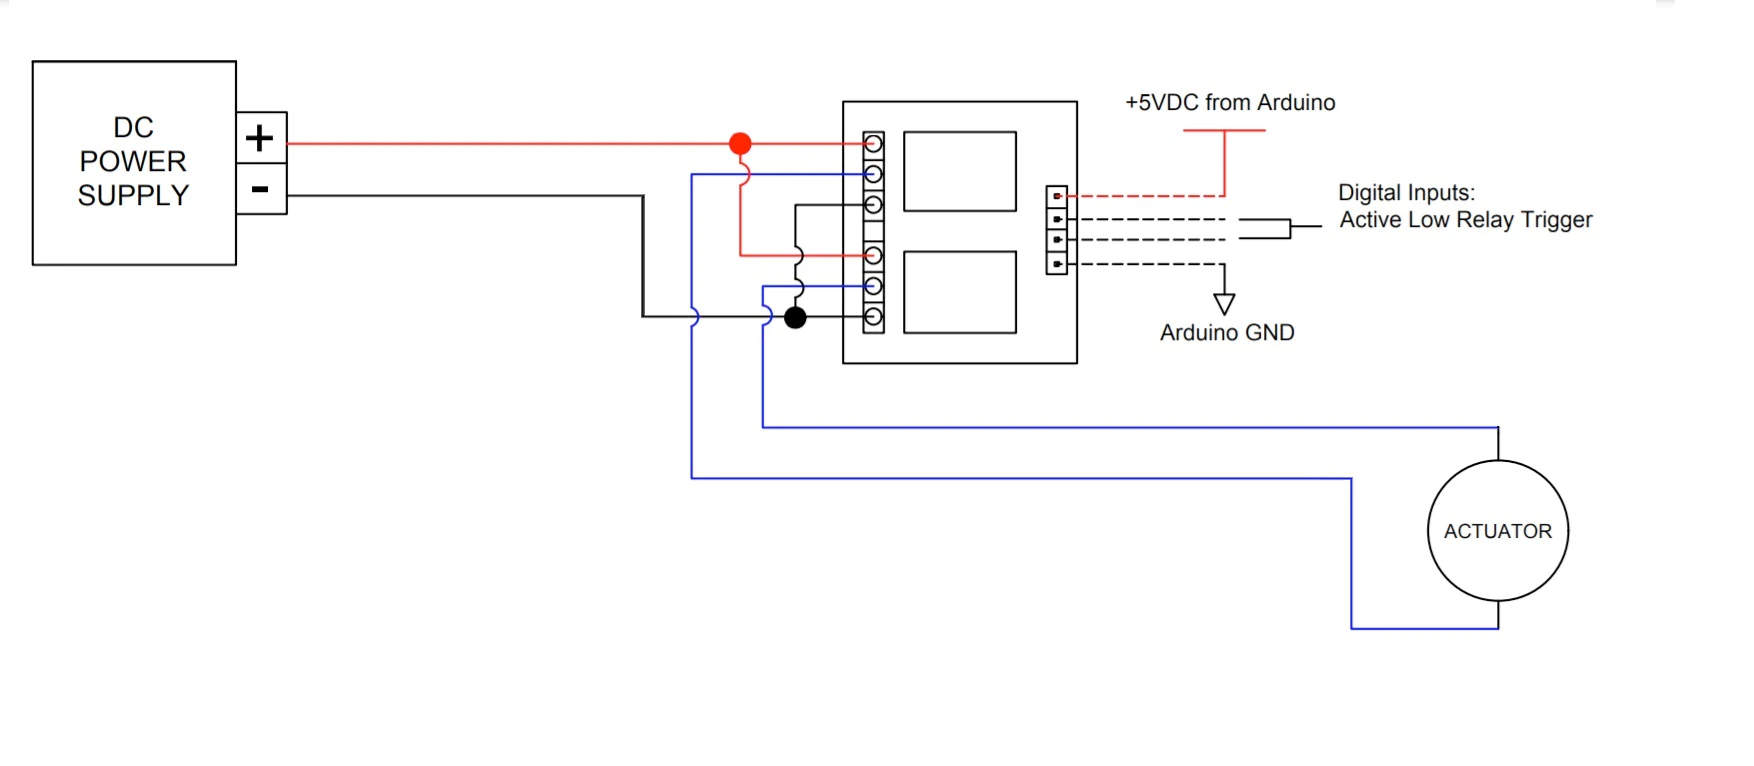 DC
POWER
SUPPLY
+
-
+5VDC from Arduino
Digital Inputs:
Active Low Relay Trigger
Arduino GND
ACTUATOR